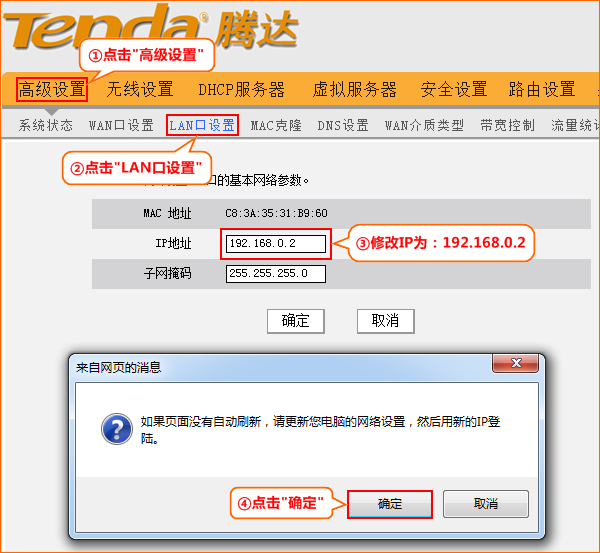 Tenda 腾达
①点击"高级设置"
高级设置 无线设置 DHCP服务器 虚拟服务器 安全设置 路由设置
系统状态 WAN口设置 LAN口设置 MAC克隆 DNS设置 WAN介质类型 带宽控制 流量统计
②点击"LAN口设置"
口的基本网络参数。
MAC 地址 C8:3A:35:31:B9:60
IP地址 192.168.0.2
③修改IP为：192.168.0.2
子网掩码 255.255.255.0
确定 取消
来自网页的消息
如果页面没有自动刷新，请更新您电脑的网络设置，然后用新的IP登
陆。
④点击"确定"
确定 取消